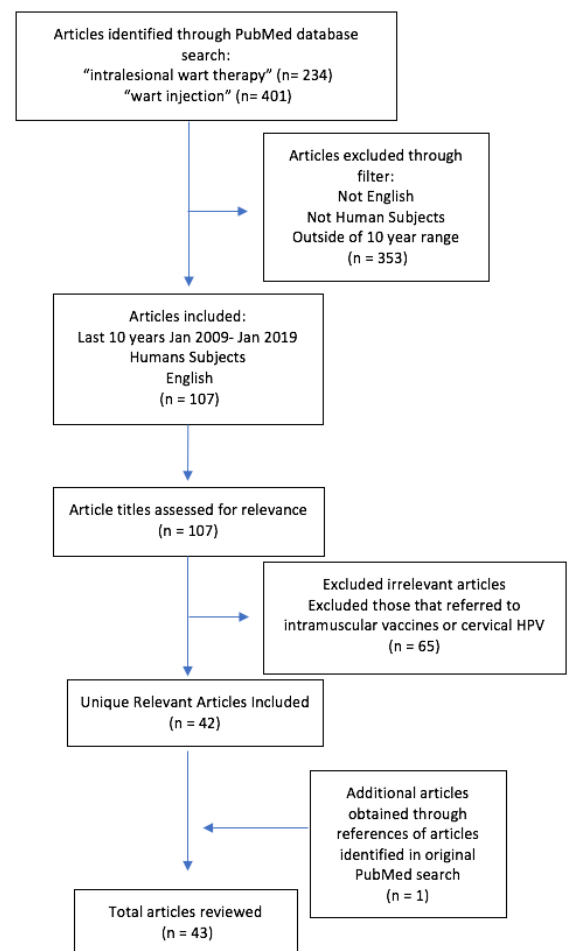 Articles identified through PubMed database
search:
“intralesional wart therapy” (n= 234)
“wart injection” (n= 401)
Articles excluded through
filter:
Not English
Not Human Subjects
Outside of 10 year range
(n = 353)
Articles included:
Last 10 years Jan 2009- Jan 2019
Humans Subjects
English
(n = 107)
Article titles assessed for relevance
(n = 107)
Excluded irrelevant articles
Excluded those that referred to
intramuscular vaccines or cervical HPV
(n = 65)
Unique Relevant Articles Included
(n = 42)
Additional articles
obtained through
references of articles
identified in original
PubMed search
(n = 1)
Total articles reviewed
(n = 43)